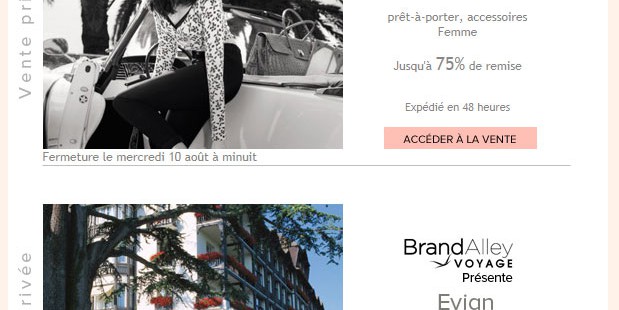 Vente pri
prêt-à-porter, accessoires
Femme
Jusqu'à 75% de remise
Expédié en 48 heures
ACCÉDER À LA VENTE
Fermeture le mercredi 10 août à minuit
rivée
BrandAlley
VOYAGE
Présente
Evian